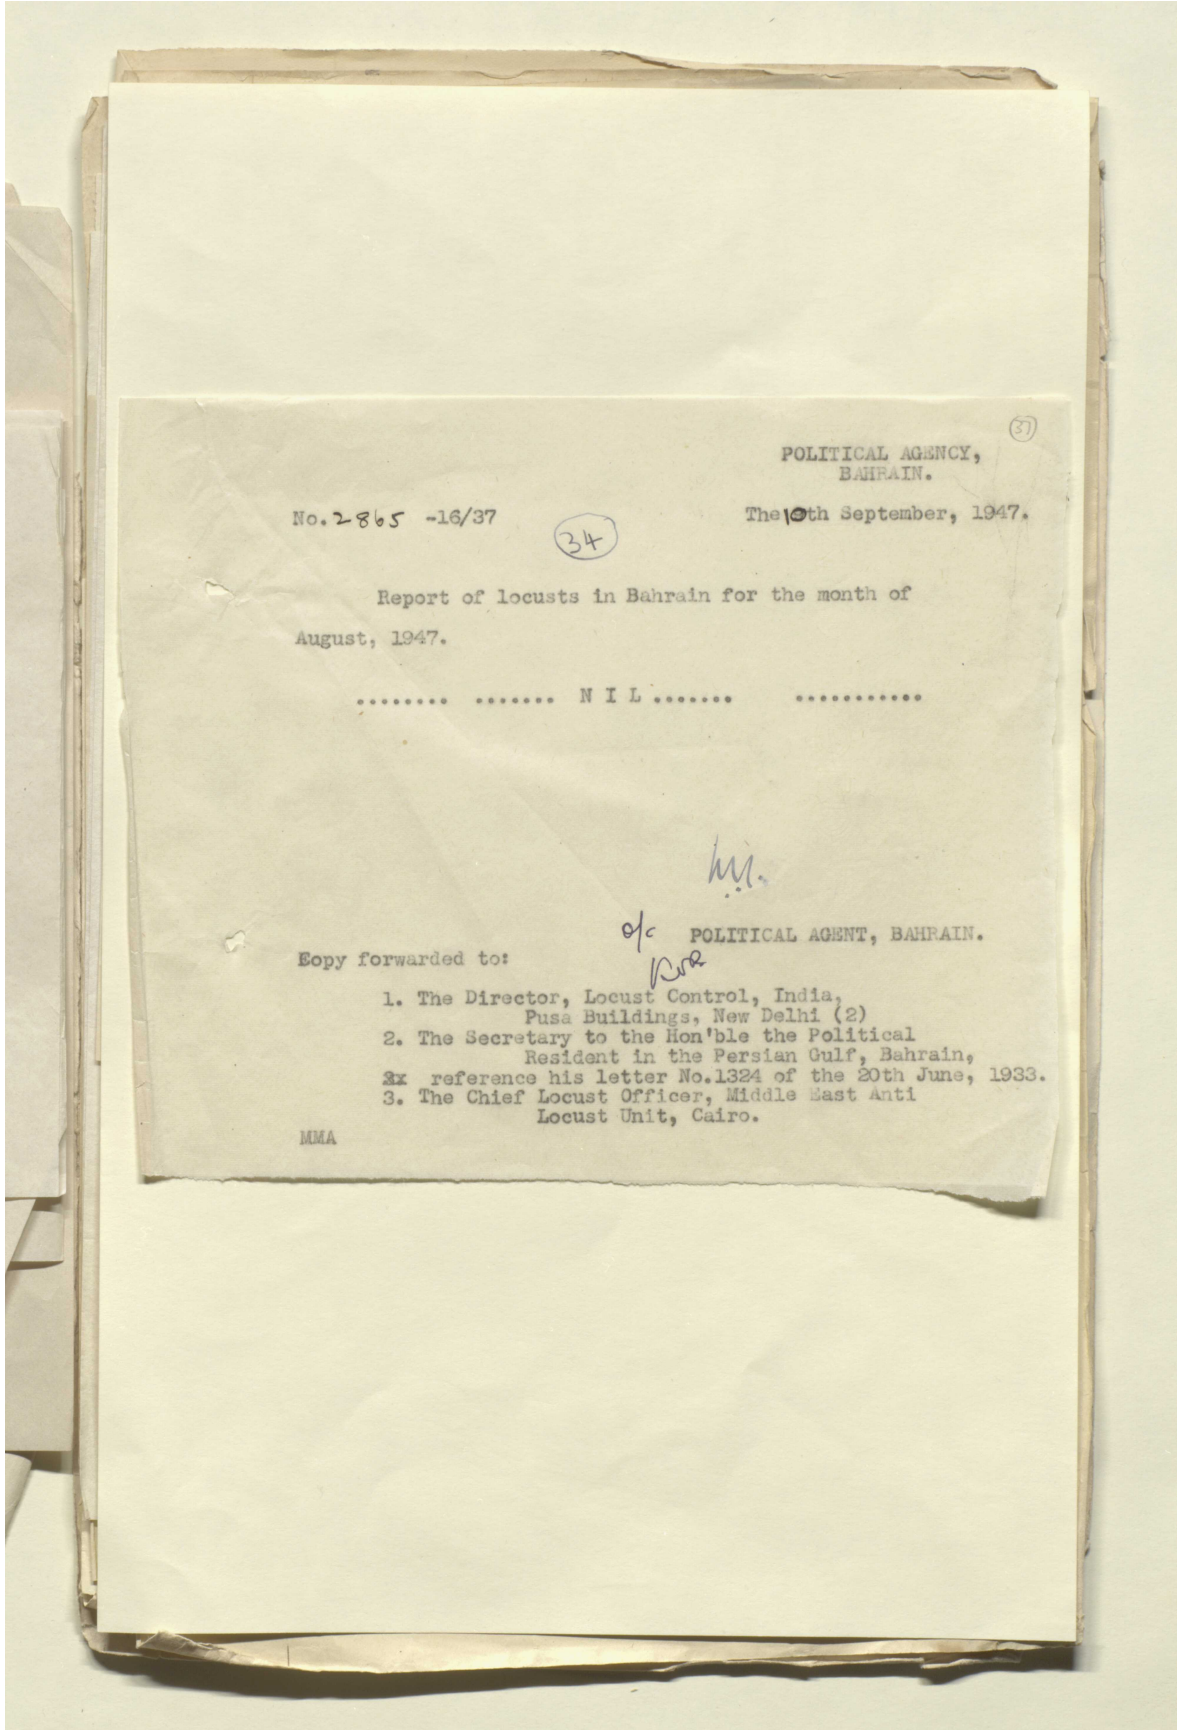 37
POLITICAL AGENCY,
BAHRAIN.
No. 2865 -16/37
The 10th September, 1947.
34
Report of locusts in Bahrain for the month of
August, 1947.
........ ....... N I L ....... ...........
o/c
POLITICAL AGENT, BAHRAIN.
Eopy forwarded to:
1. The Director, Locust Control, India,
Pusa Buildings, New Delhi (2)
2. The Secretary to the Hon'ble the Political
Resident in the Persian Gulf, Bahrain,
reference his letter No.1324 of the 20th June, 1933.
3. The Chief Locust Officer, Middle East Anti
Locust Unit, Cairo.
MMA